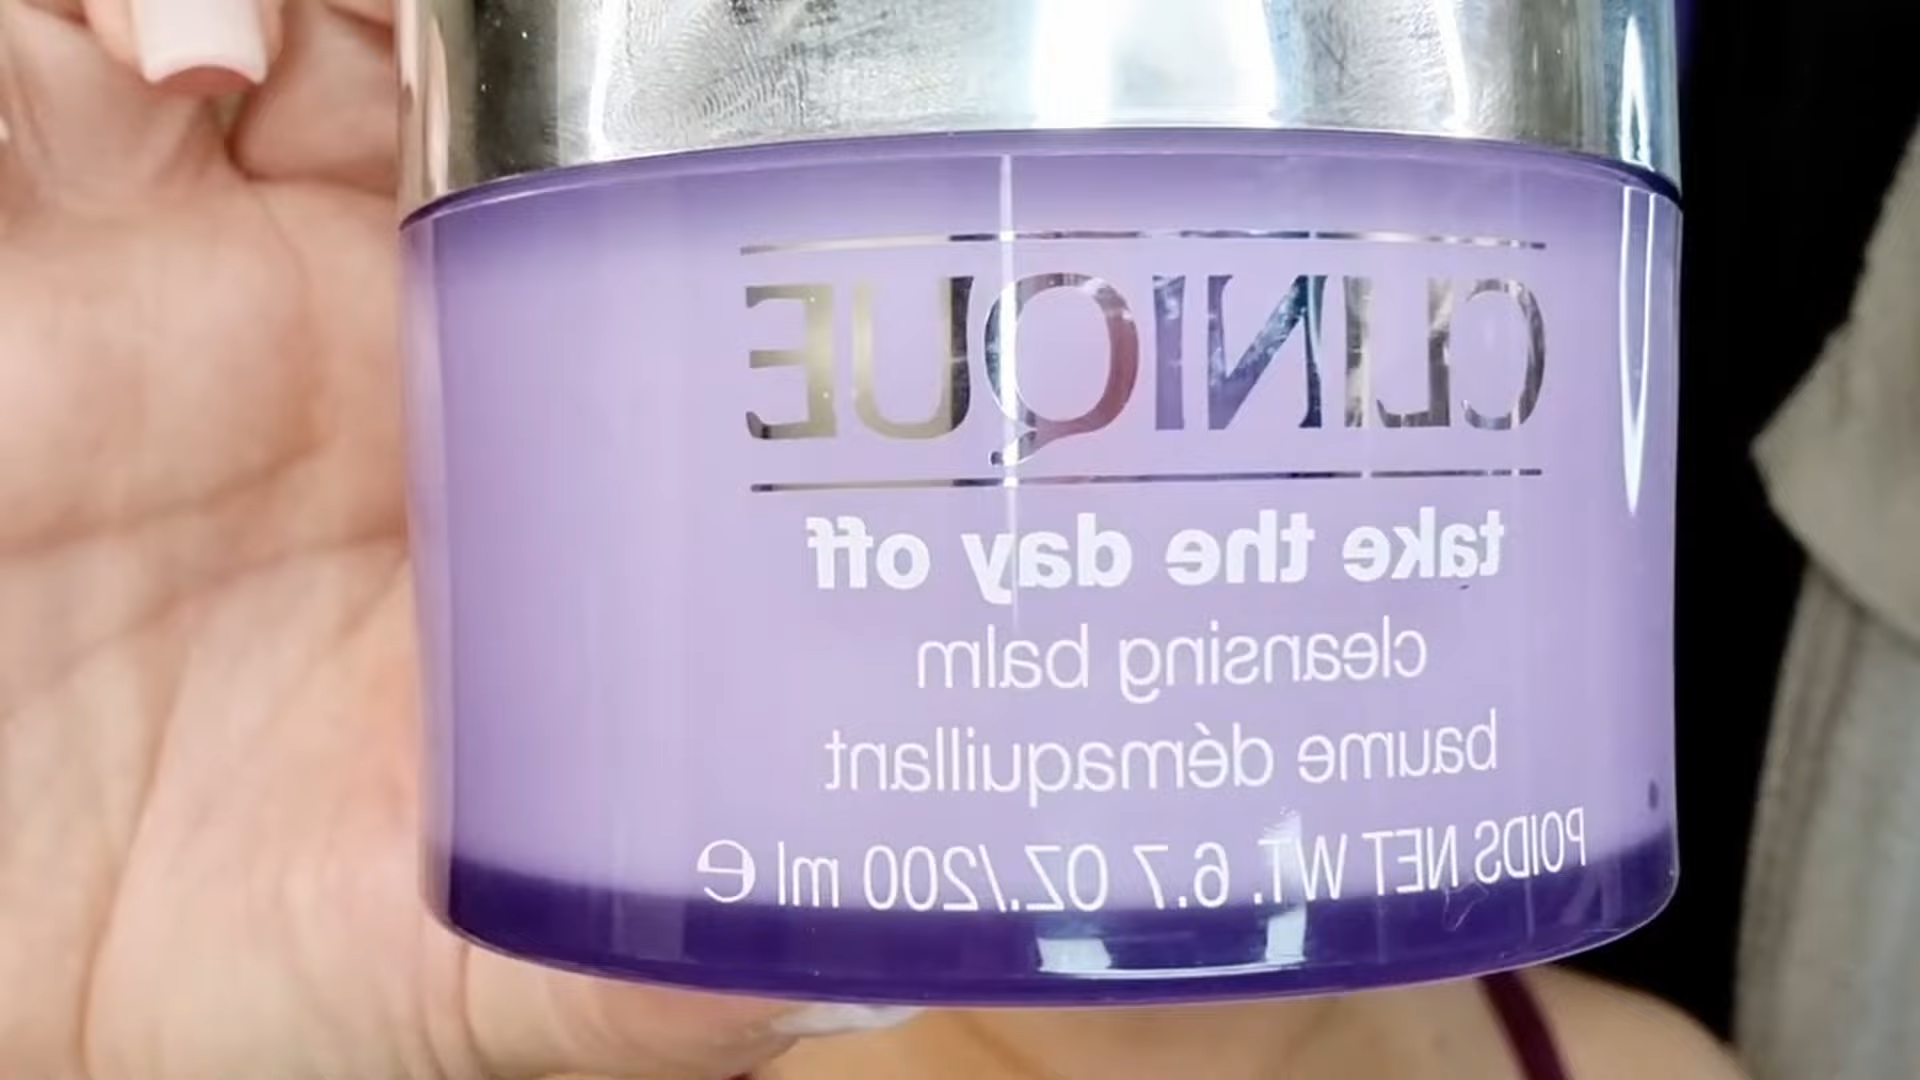 CLINIQUE
take the day off
cleansing balm
baume démaquillant
POIDS NET WT. 6.7 OZ./200 ml e